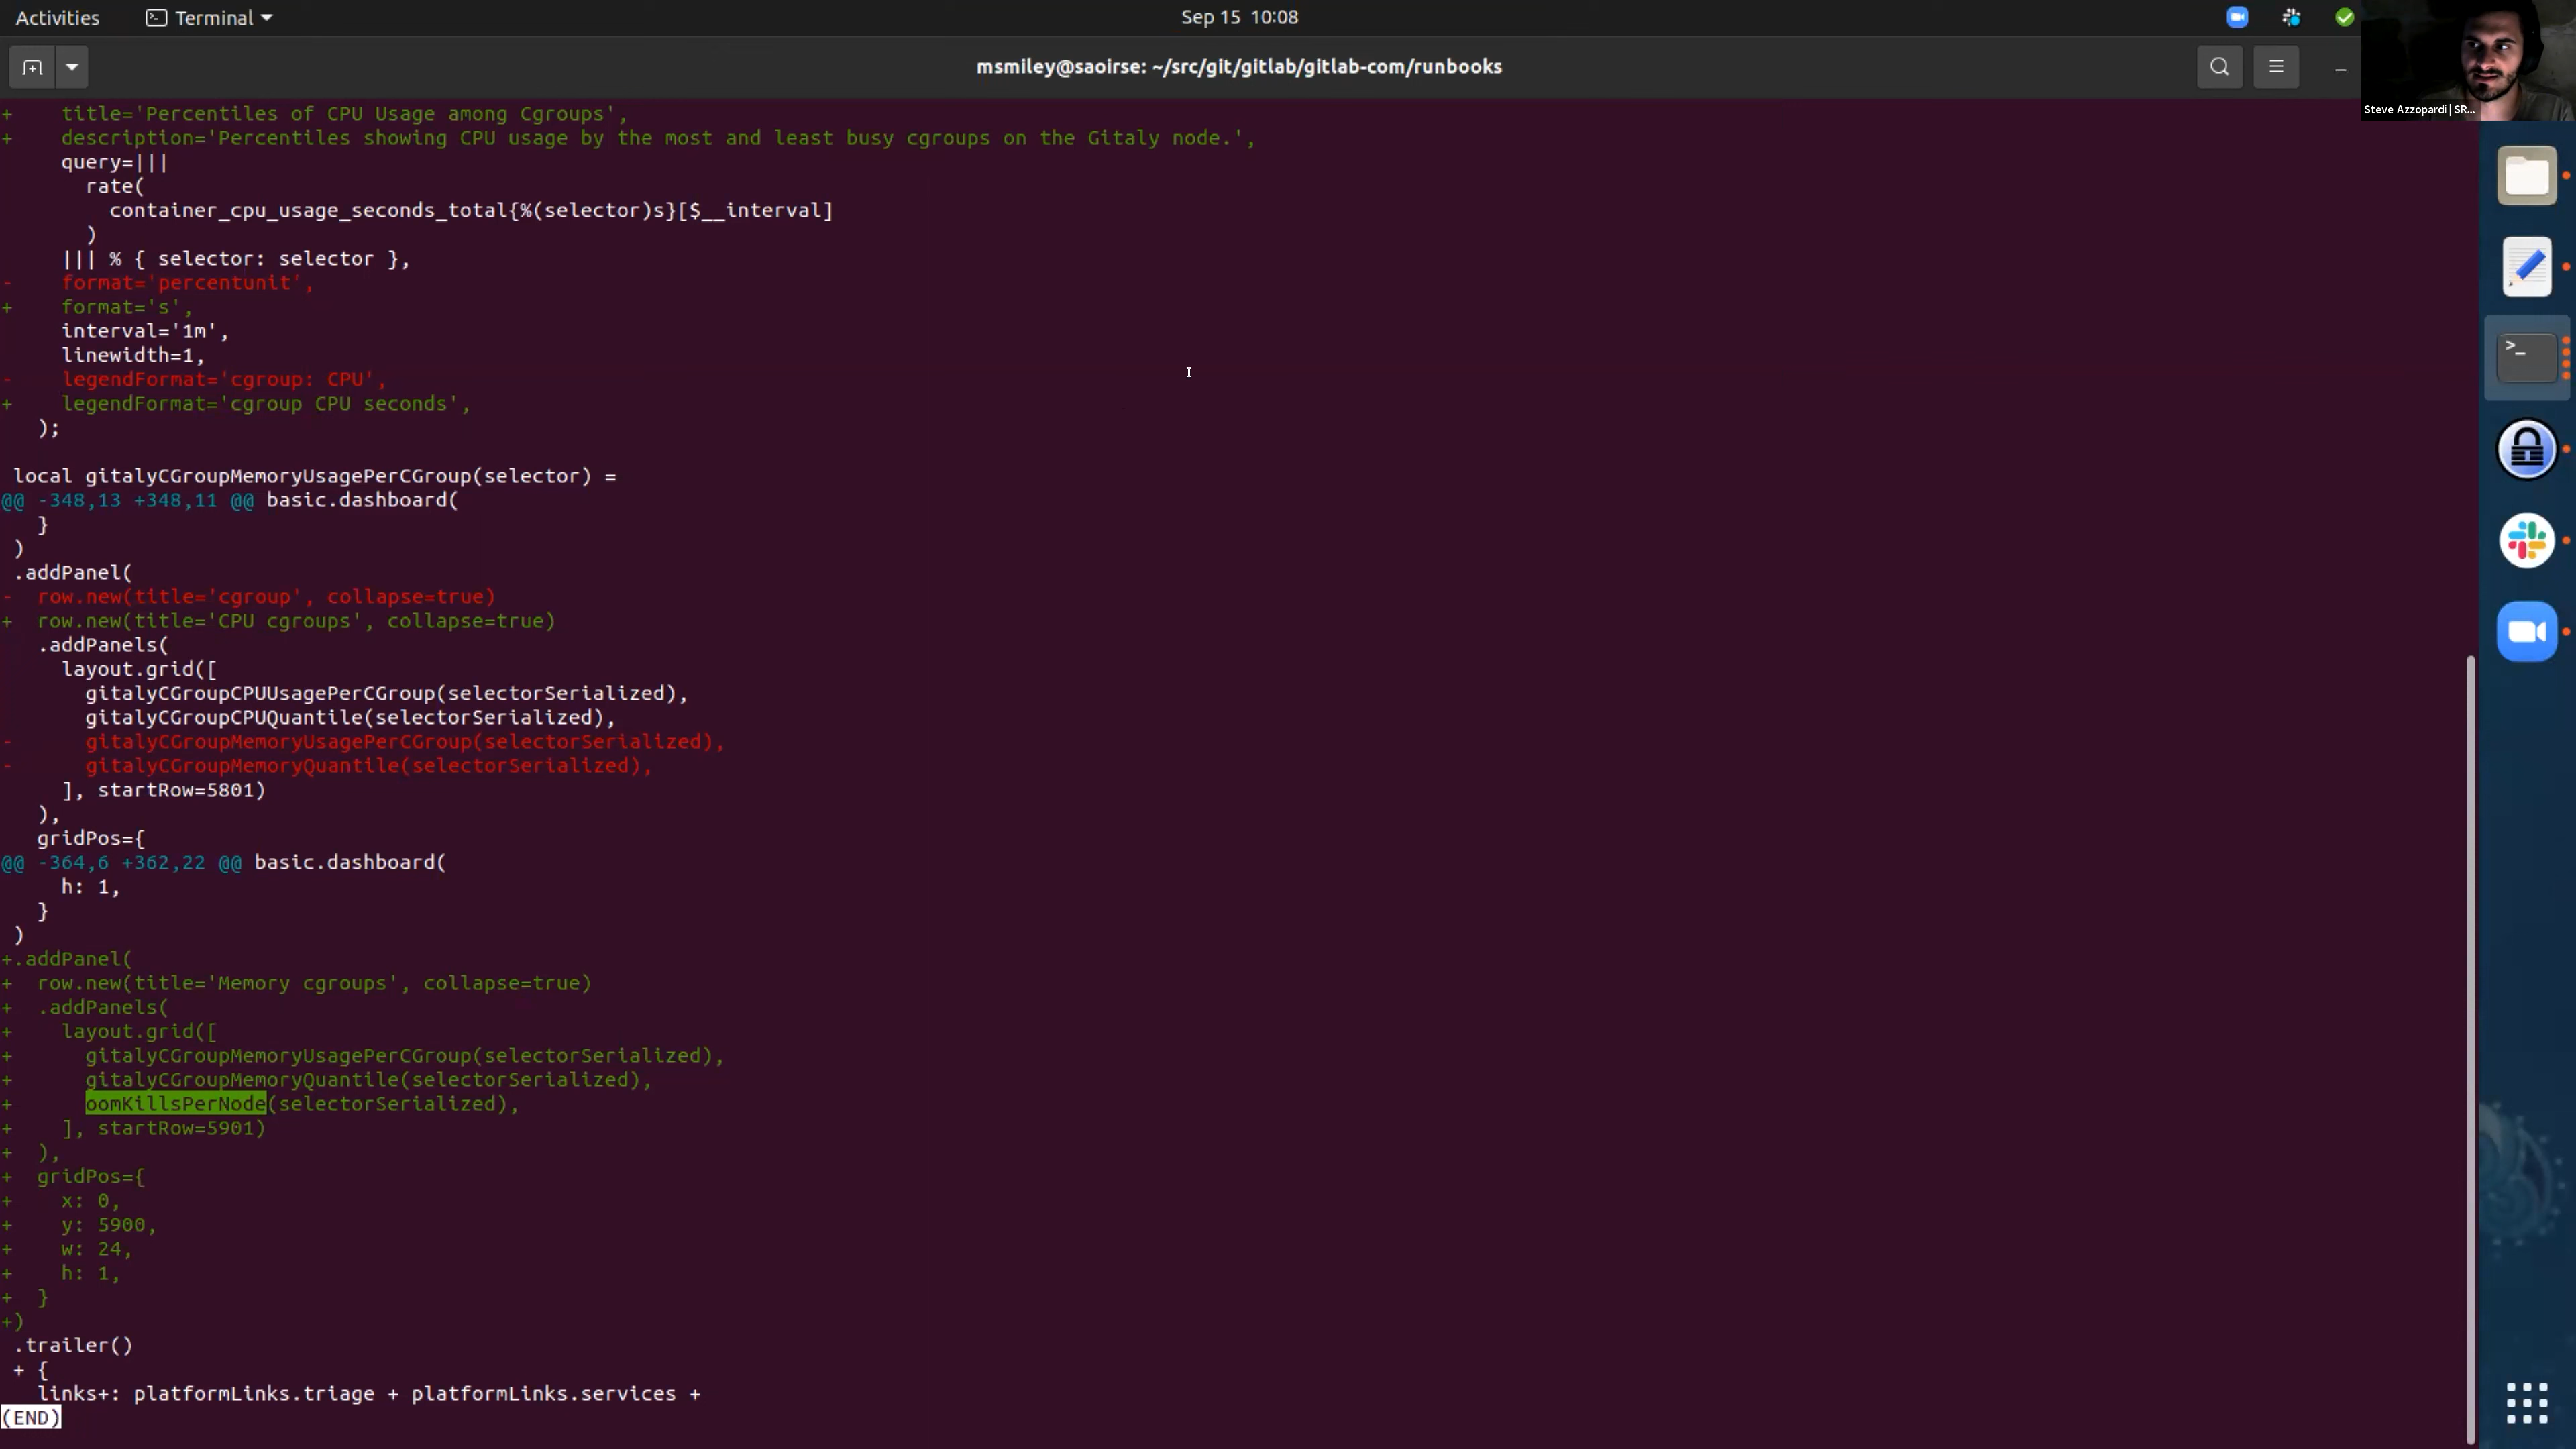 Activities
Terminal
Sep 15 10:08
msmiley@saoirse: ~/src/git/gitlab/gitlab-com/runbooks
Steve Azzopardi | SR...
+    title='Percentiles of CPU Usage among Cgroups',
+    description='Percentiles showing CPU usage by the most and least busy cgroups on the Gitaly node.',
     query=|||
       rate(
         container_cpu_usage_seconds_total{%(selector)s}[$__interval]
       )
     ||| % { selector: selector },
-    format='percentunit',
+    format='s',
     interval='1m',
     linewidth=1,
-    legendFormat='cgroup: CPU',
+    legendFormat='cgroup CPU seconds',
   );
 local gitalyCGroupMemoryUsagePerCGroup(selector) =
@@ -348,13 +348,11 @@ basic.dashboard(
   }
 )
 .addPanel(
-  row.new(title='cgroup', collapse=true)
+  row.new(title='CPU cgroups', collapse=true)
   .addPanels(
     layout.grid([
       gitalyCGroupCPUUsagePerCGroup(selectorSerialized),
       gitalyCGroupCPUQuantile(selectorSerialized),
-      gitalyCGroupMemoryUsagePerCGroup(selectorSerialized),
-      gitalyCGroupMemoryQuantile(selectorSerialized),
     ], startRow=5801)
   ),
   gridPos={
@@ -364,6 +362,22 @@ basic.dashboard(
     h: 1,
   }
 )
+.addPanel(
+  row.new(title='Memory cgroups', collapse=true)
+  .addPanels(
+    layout.grid([
+      gitalyCGroupMemoryUsagePerCGroup(selectorSerialized),
+      gitalyCGroupMemoryQuantile(selectorSerialized),
+      oomKillsPerNode(selectorSerialized),
+    ], startRow=5901)
+  ),
+  gridPos={
+    x: 0,
+    y: 5900,
+    w: 24,
+    h: 1,
+  }
+)
 .trailer()
 + {
   links+: platformLinks.triage + platformLinks.services +
(END)